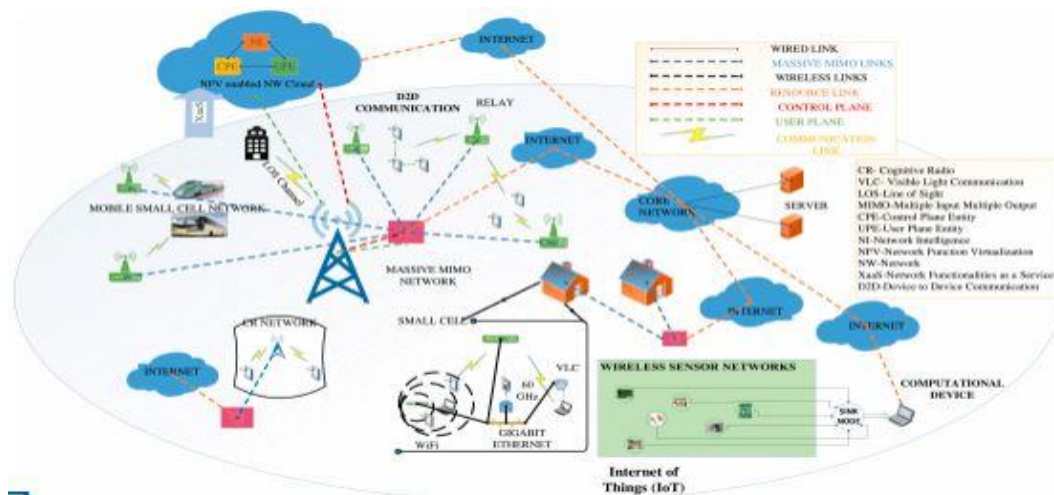 INTERNET
NFV enabled NW Cloud
CPE
XaaS
D2D
COMMUNICATION
RELAY
LOS Channel
INTERNET
MOBILE SMALL CELL NETWORK
MASSIVE MIMO
NETWORK
CORE
NETWORK
SERVER
WIRED LINK
MASSIVE MIMO LINKS
WIRELESS LINKS
RESOURCE LINK
CONTROL PLANE
USER PLANE
COMMUNICATION
LINK
CR- Cognitive Radio
VLC- Visible Light Communication
LOS-Line of Sight
MIMO-Multiple Input Multiple Output
CPE-Control Plane Entity
UPE-User Plane Entity
NI-Network Intelligence
NFV-Network Function Virtualization
NW-Network
XaaS-Network Functionalities as a Service
D2D-Device to Device Communication
CR NETWORK
INTERNET
SMALL CELL
INTERNET
INTERNET
VLC
60
GHz
GIGABIT
ETHERNET
WiFi
WIRELESS SENSOR NETWORKS
SINK
NODE
COMPUTATIONAL
DEVICE
Internet of
Things (IoT)